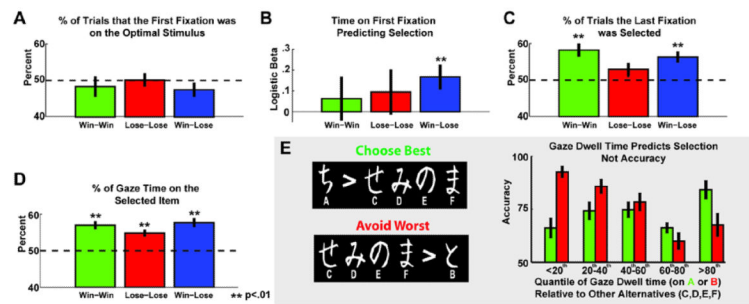 A
% of Trials that the First Fixation was
on the Optimal Stimulus
Percent
60
50
40
Win-Win Lose-Lose Win-Lose
B
Time on First Fixation
Predicting Selection
Logistic Beta
.3
.2
.1
0
**
Win-Win Lose-Lose Win-Lose
C
% of Trials the Last Fixation
was Selected
Percent
60
50
40
** **
Win-Win Lose-Lose Win-Lose
D
% of Gaze Time on the
Selected Item
Percent
60
50
40
** ** **
Win-Win Lose-Lose Win-Lose
** p<.01
E
Choose Best
ち > せ み の ま
A C D E F
Avoid Worst
せ み の ま > と
C D E F B
Gaze Dwell Time Predicts Selection
Not Accuracy
Accuracy
100
75
50
<20th 20-40th 40-60th 60-80th >80th
Quantile of Gaze Dwell time (on A or B)
Relative to Other Alternatives (C,D,E,F)